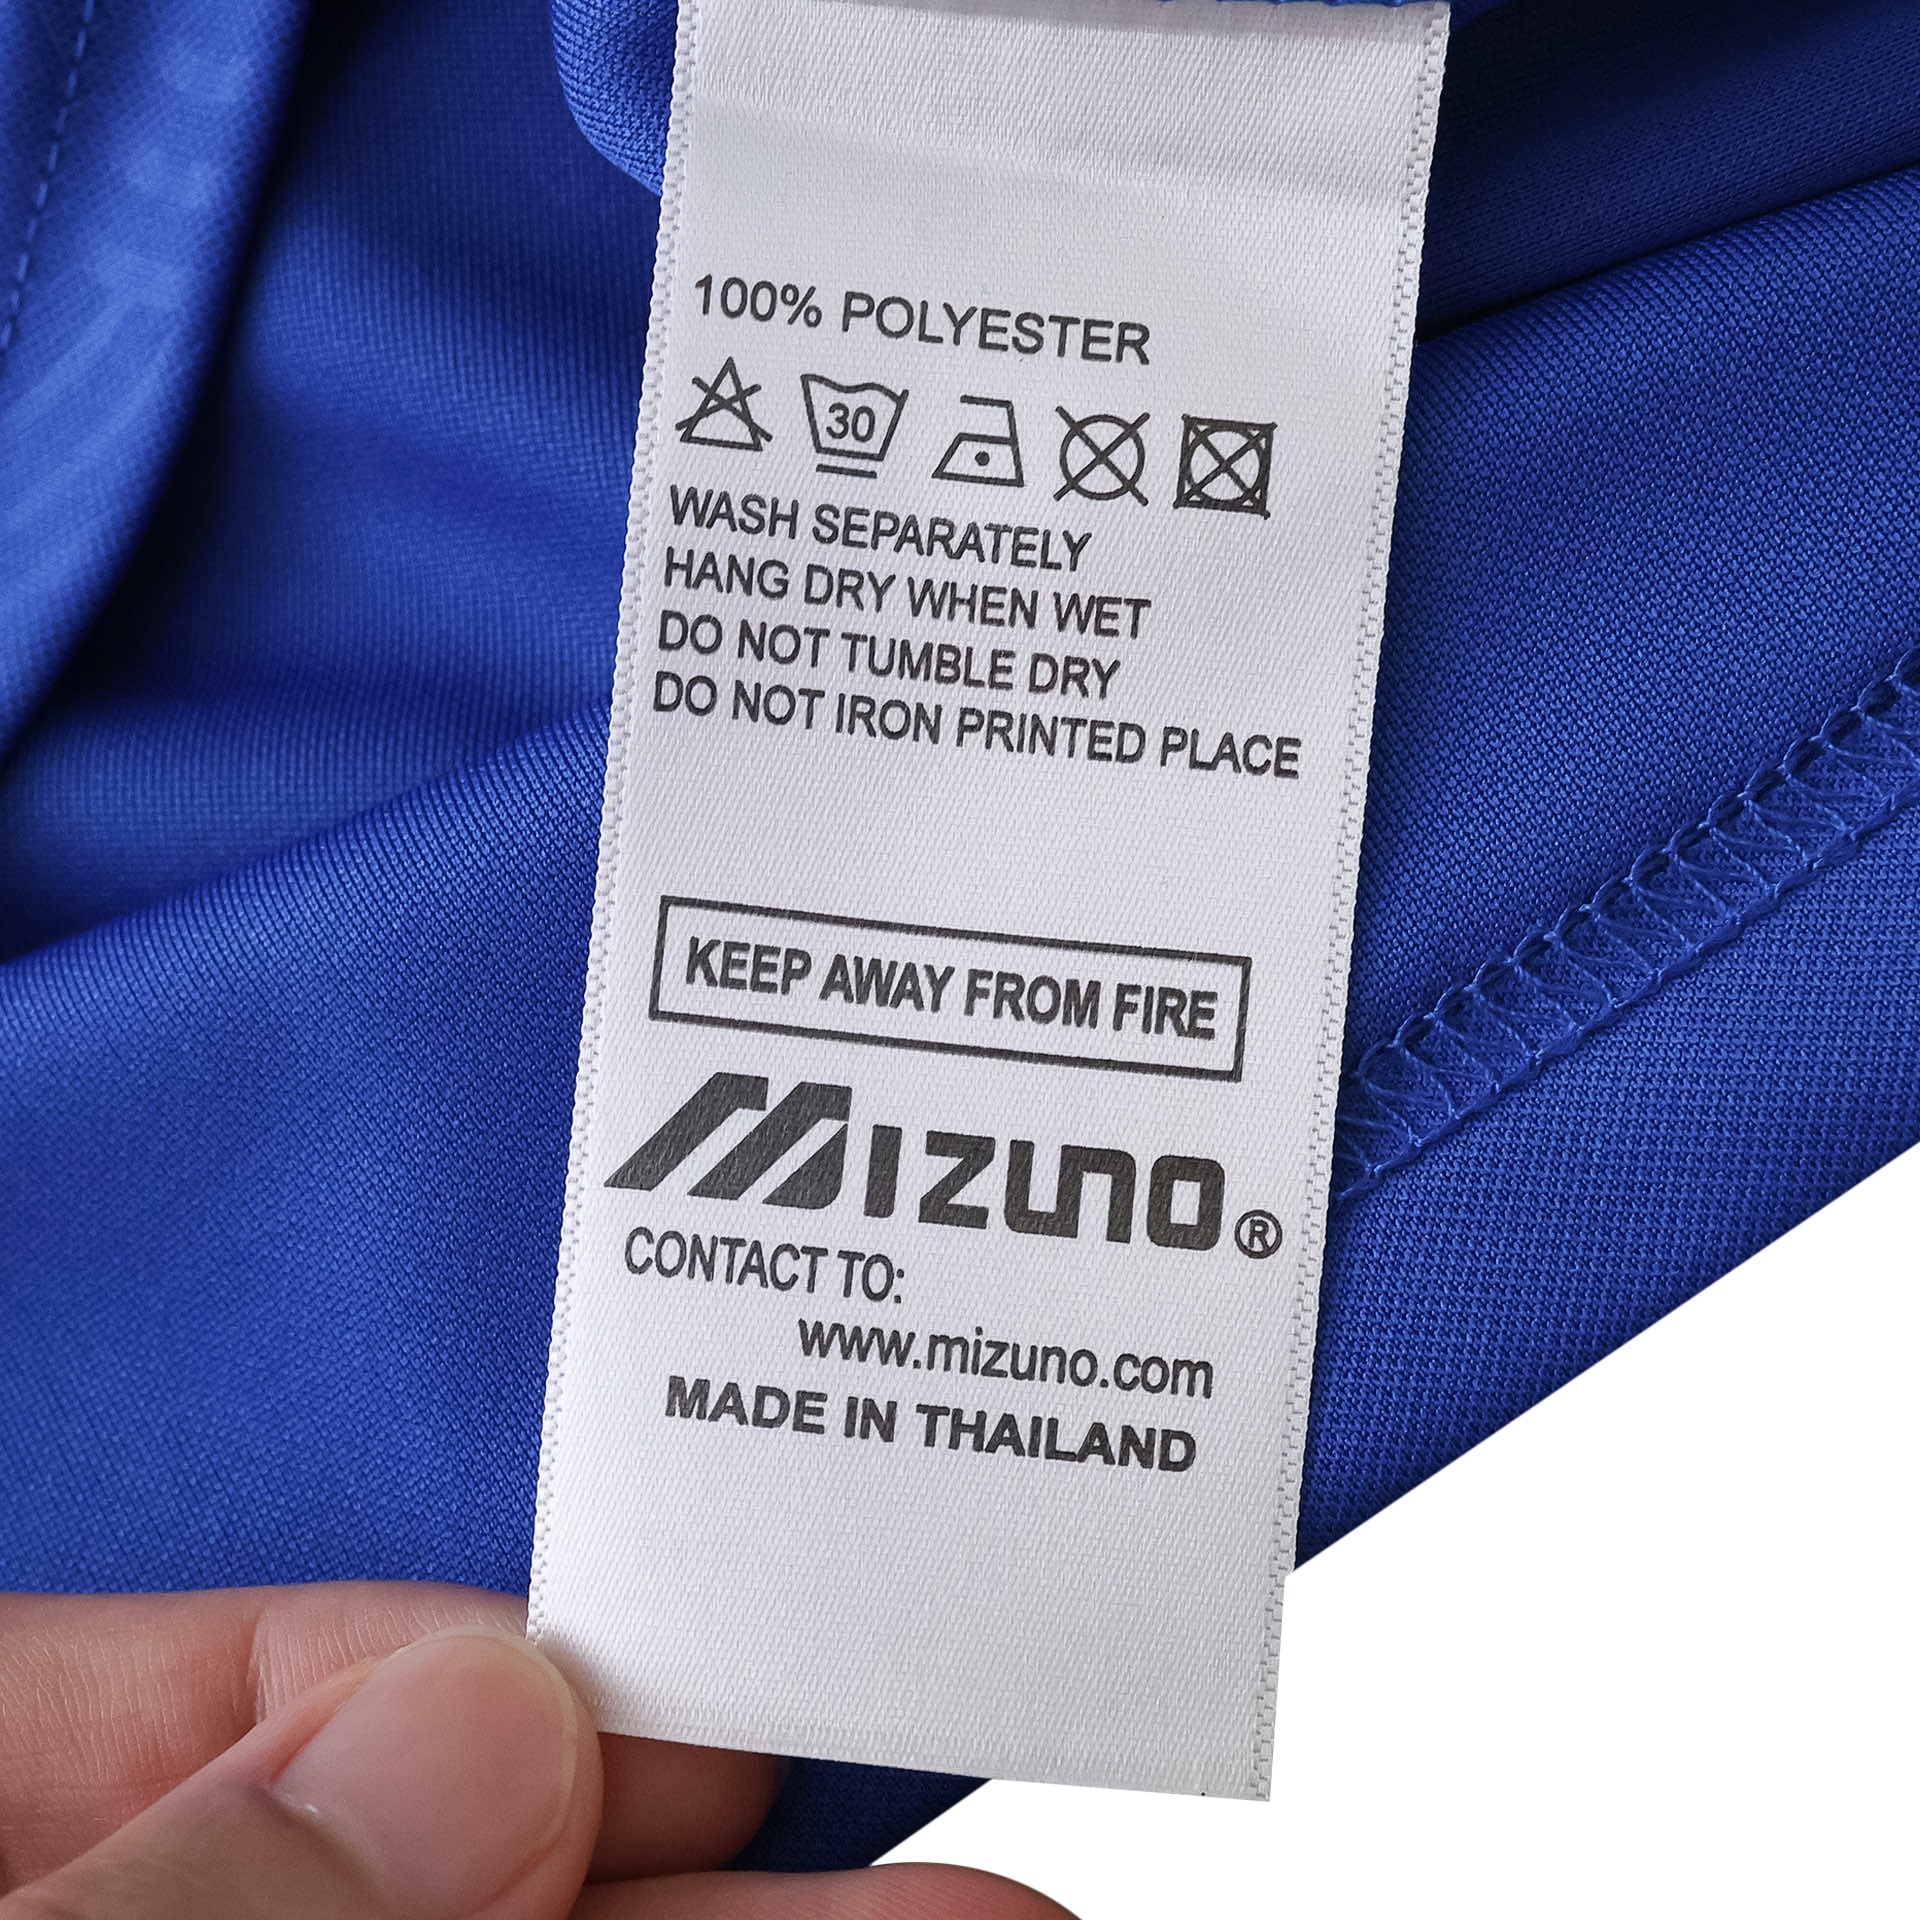 100% POLYESTER
30
WASH SEPARATELY
HANG DRY WHEN WET
DO NOT TUMBLE DRY
DO NOT IRON PRINTED PLACE
KEEP AWAY FROM FIRE
MIZUNO®
CONTACT TO:
www.mizuno.com
MADE IN THAILAND